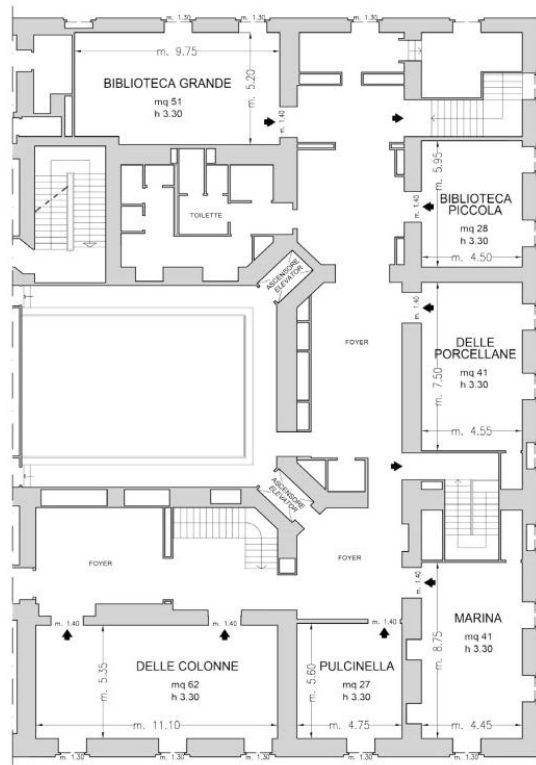 m. 1.30
m. 1.30
m. 1.30
m. 1.30
m. 9.75
m. 5.20
BIBLIOTECA GRANDE
mq 51
h 3.30
m. 1.40
m. 5.95
m. 1.40
BIBLIOTECA
PICCOLA
mq 28
h 3.30
m. 4.50
TOILETTE
ASCENSORE
ELEVATOR
m. 1.40
FOYER
DELLE
PORCELLANE
mq 41
h 3.30
m. 7.50
m. 4.55
ASCENSORE
ELEVATOR
FOYER
FOYER
m. 1.40
MARINA
mq 41
h 3.30
m. 8.75
m. 4.45
m. 1.40
m. 1.40
m. 1.40
DELLE COLONNE
mq 62
h 3.30
m. 5.35
m. 11.10
PULCINELLA
mq 27
h 3.30
m. 5.60
m. 4.75
m. 1.30
m. 1.30
m. 1.30
m. 1.30